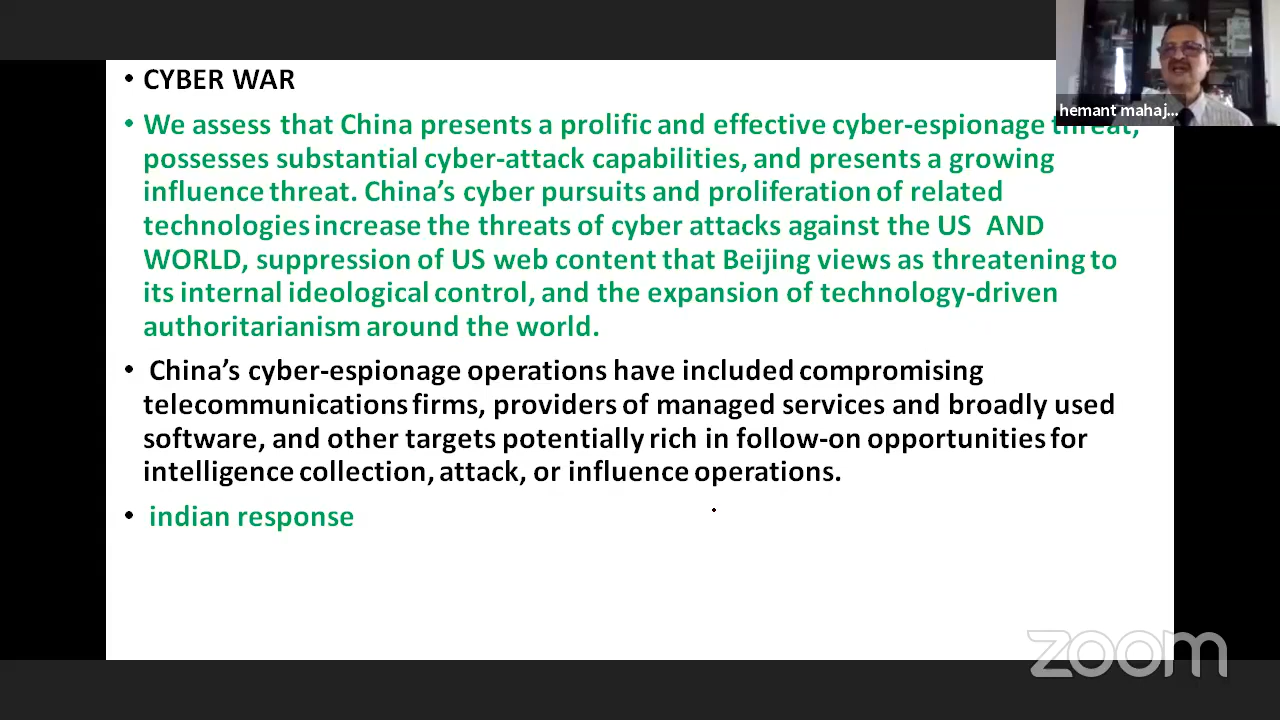 • CYBER WAR
hemant mahaj...
• We assess that China presents a prolific and effective cyber-espionage threat,
possesses substantial cyber-attack capabilities, and presents a growing
influence threat. China’s cyber pursuits and proliferation of related
technologies increase the threats of cyber attacks against the US  AND
WORLD, suppression of US web content that Beijing views as threatening to
its internal ideological control, and the expansion of technology-driven
authoritarianism around the world.
• China’s cyber-espionage operations have included compromising
telecommunications firms, providers of managed services and broadly used
software, and other targets potentially rich in follow-on opportunities for
intelligence collection, attack, or influence operations.
• indian response
zoom